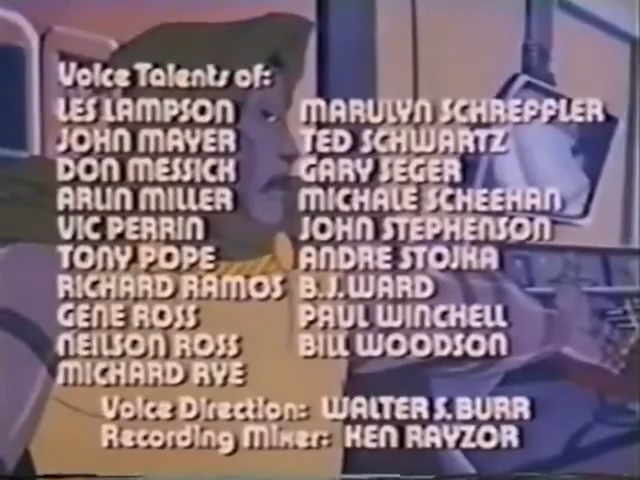 Voice Talents of:
LES LAMPSON MARULYN SCHREFFLER
JOHN MAYER TED SCHWARTZ
DON MESSICK GARY SEGER
ARLIN MILLER MICHALE SCHEEHAN
VIC PERRIN JOHN STEPHENSON
TONY POPE ANDRE STOJKA
RICHARD RAMOS B.J. WARD
GENE ROSS PAUL WINCHELL
NEILSON ROSS BILL WOODSON
MICHARD RYE
Voice Direction: WALTER S. BURR
Recording Mixer: KEN RAYZOR